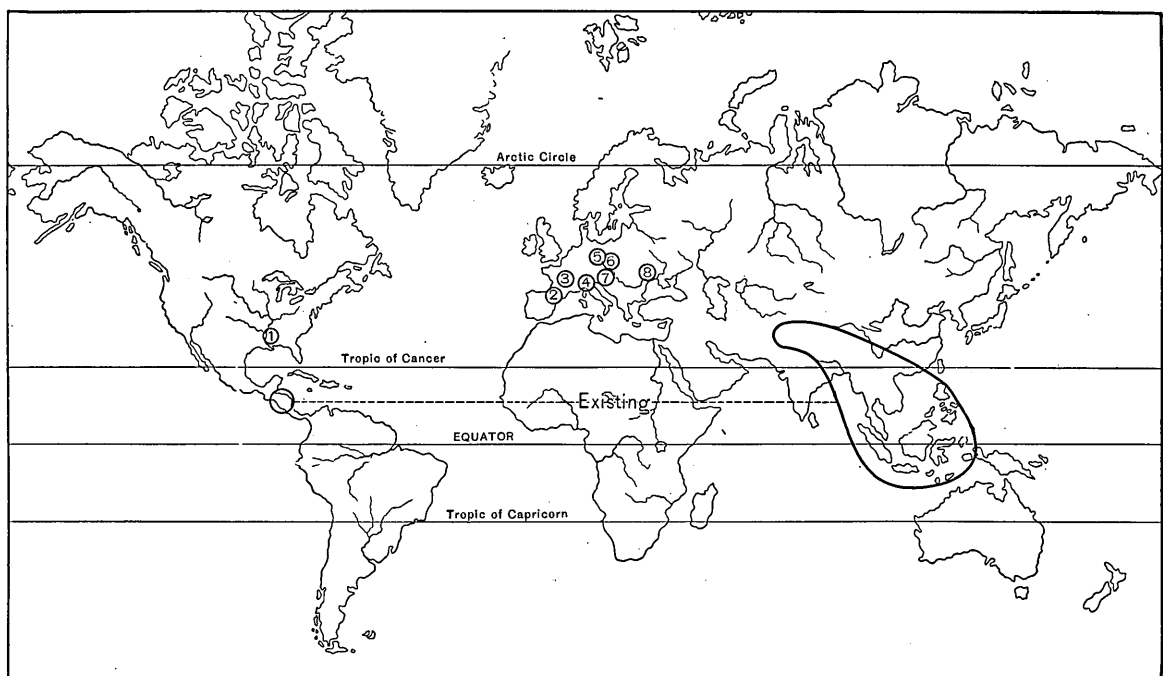 Arctic Circle
⑤
⑥
⑧
③
④
⑦
②
①
Tropic of Cancer
Existing
EQUATOR
Tropic of Capricorn